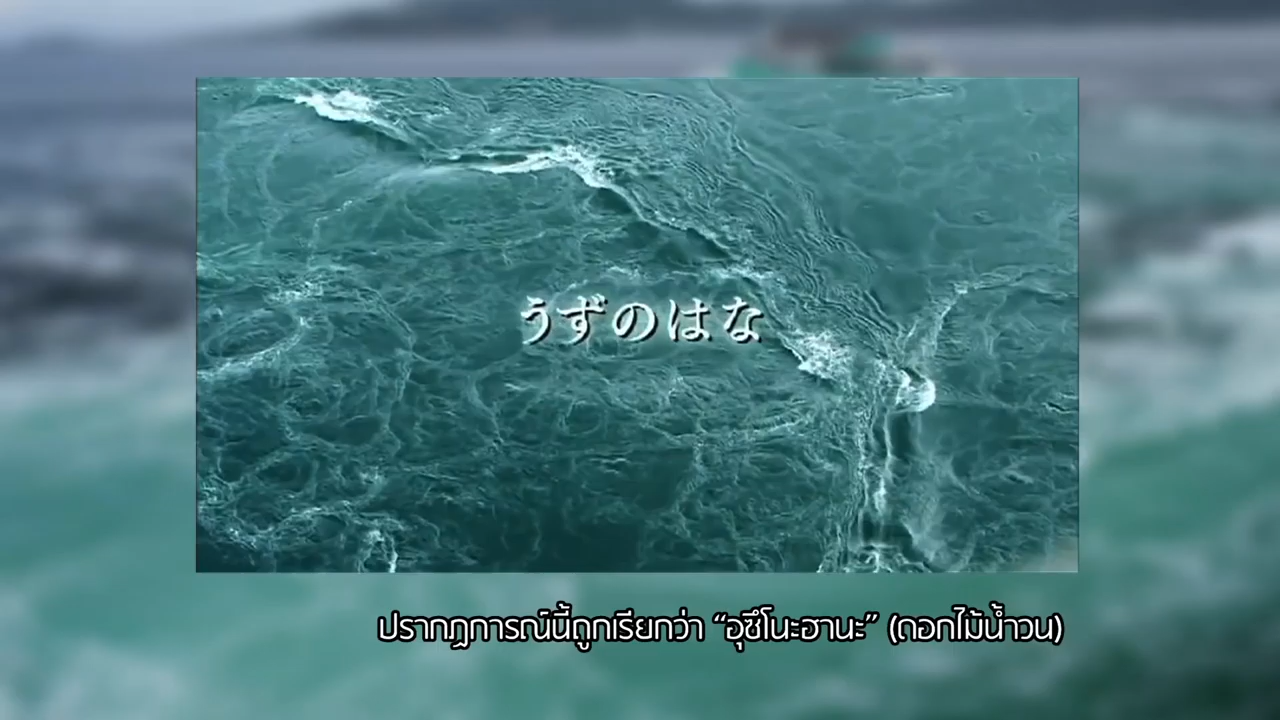 うずのはな
ปรากฏการณ์นี้ถูกเรียกว่า “อุซึโนะฮานะ” (ดอกไม้น้ำวน)